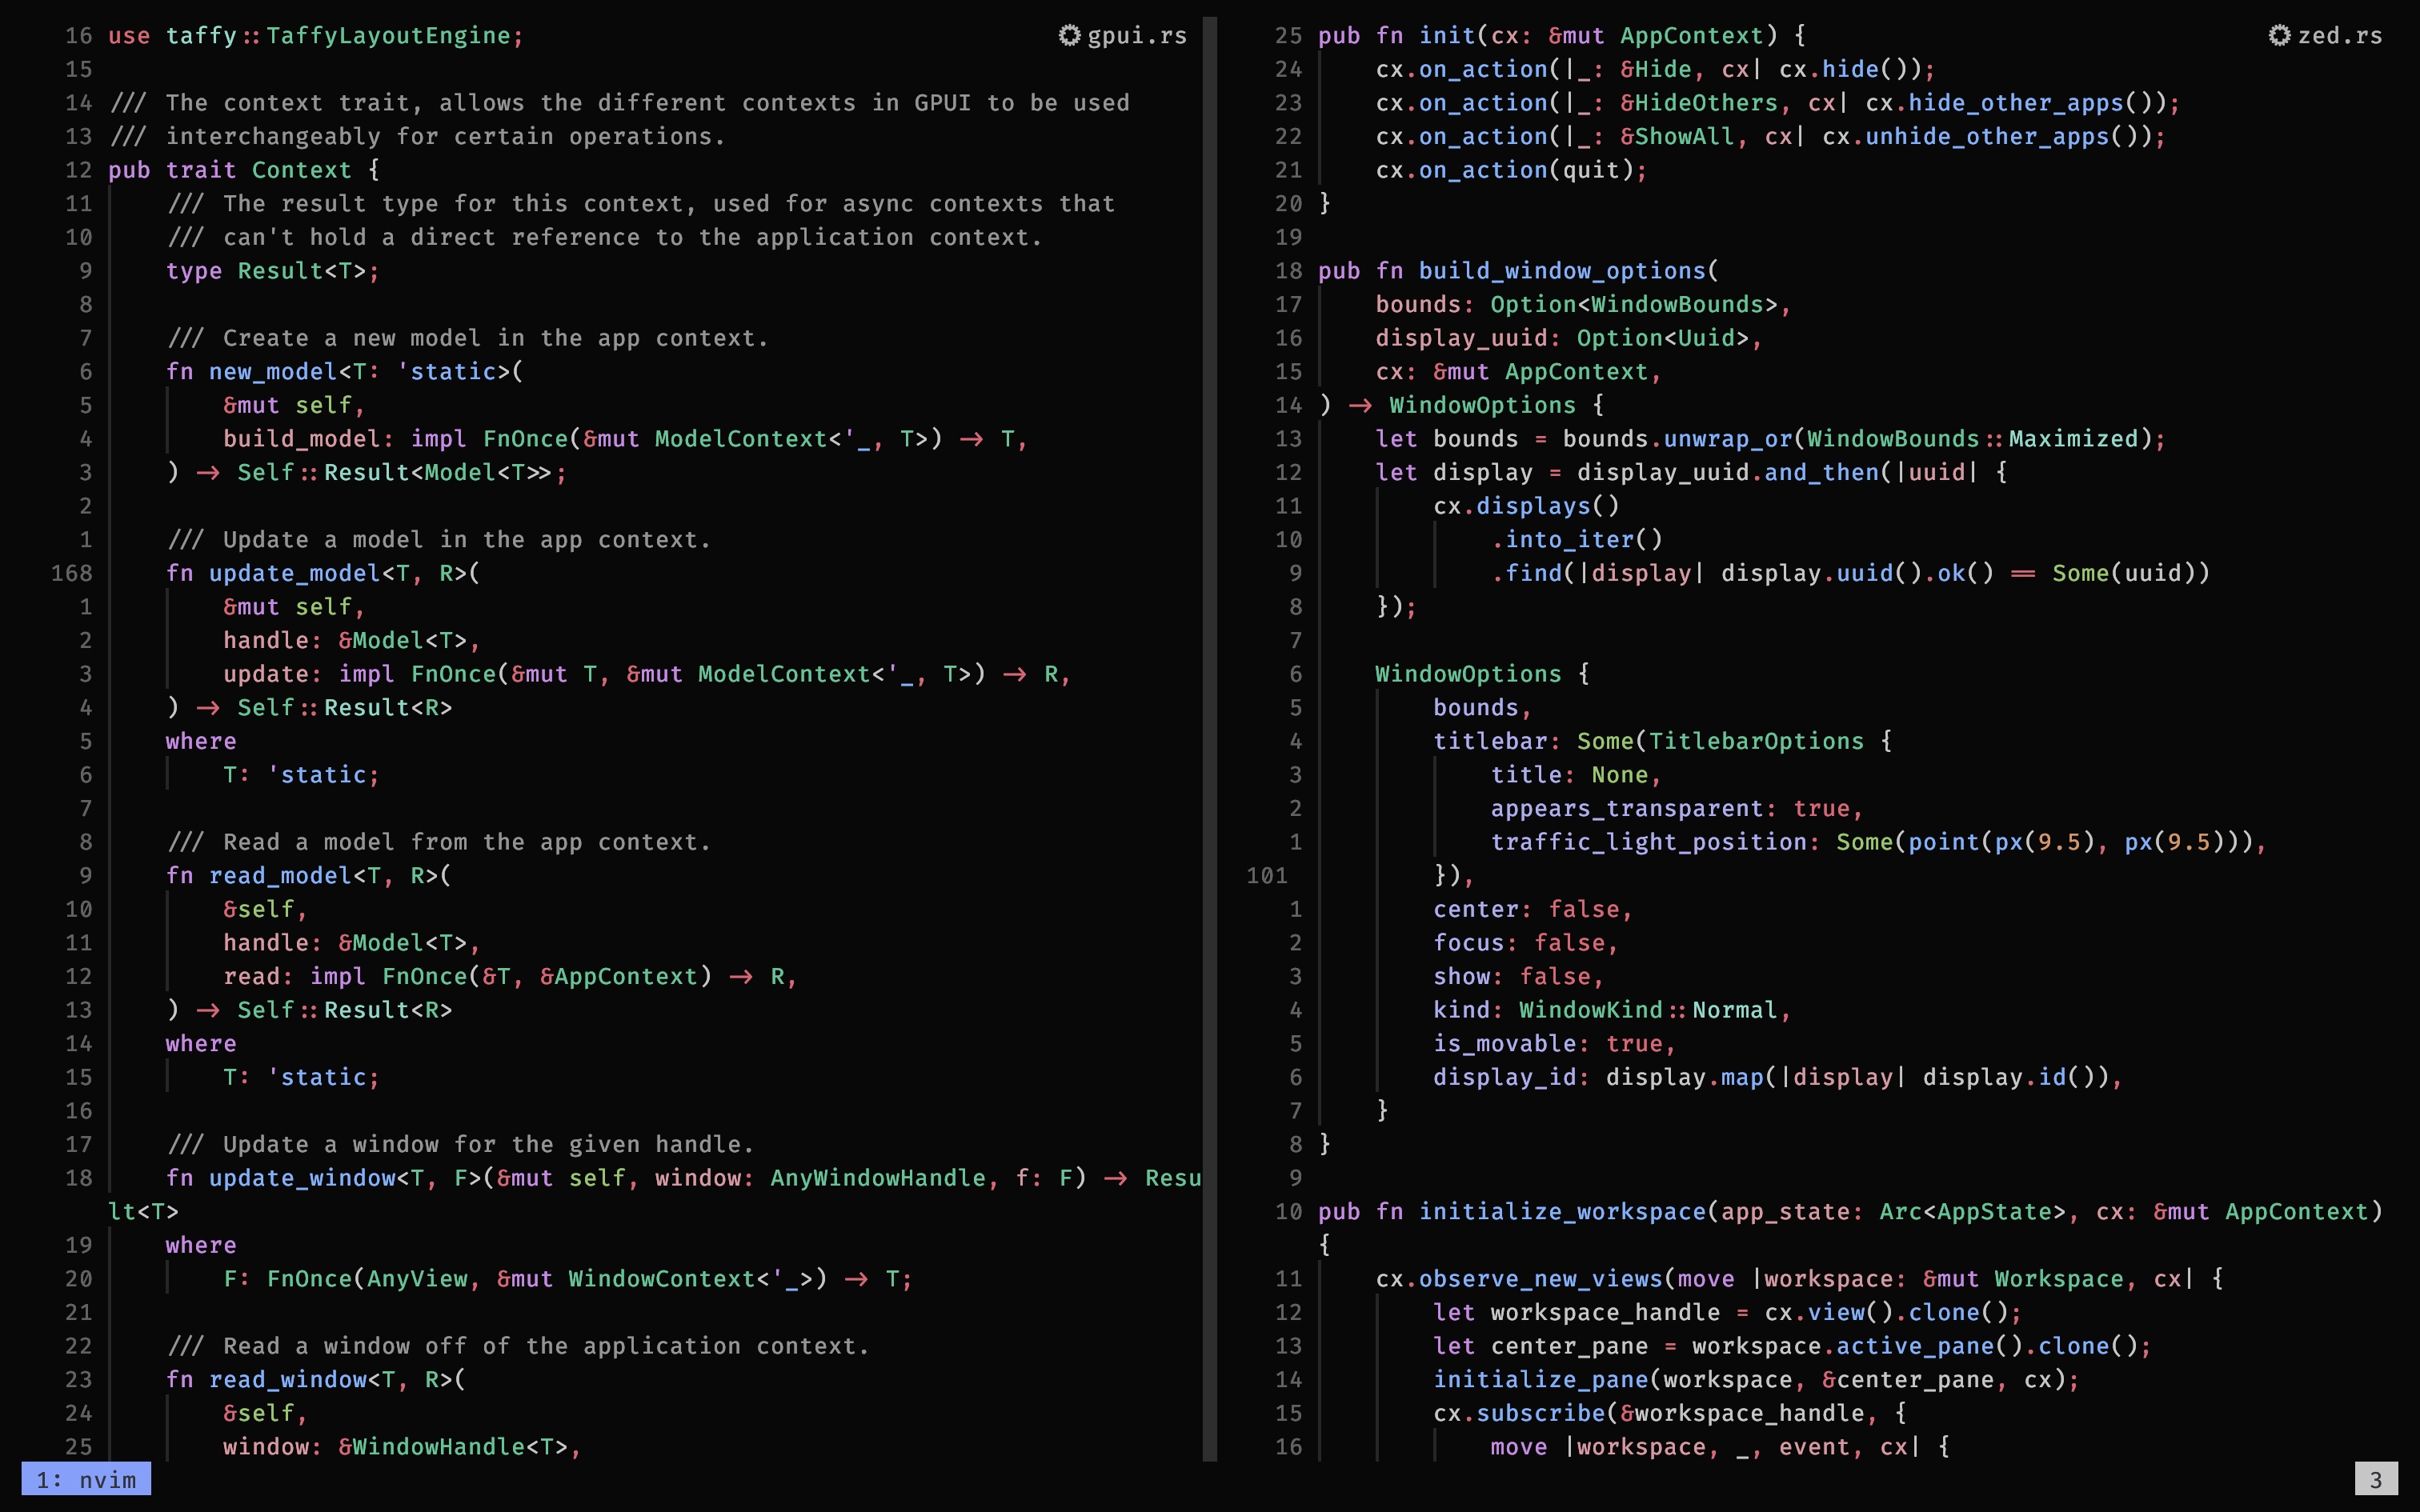 16 use taffy::TaffyLayoutEngine; gpui.rs
15
14 /// The context trait, allows the different contexts in GPUI to be used
13 /// intercheangeably for certain operations.
12 pub trait Context {
11     /// The result type for this context, used for async contexts that
10     /// can't hold a direct reference to the application context.
9     type Result<T>;
8
7     /// Create a new model in the app context.
6     fn new_model<T: 'static>(
5         &mut self,
4         build_model: impl FnOnce(&mut ModelContext<'_, T>) -> T,
3     ) -> Self::Result<Model<T>>;
2
1     /// Update a model in the app context.
168     fn update_model<T, R>(
1         &mut self,
2         handle: &Model<T>,
3         update: impl FnOnce(&mut T, &mut ModelContext<'_, T>) -> R,
4     ) -> Self::Result<R>
5     where
6         T: 'static;
7
8     /// Read a model from the app context.
9     fn read_model<T, R>(
10         &self,
11         handle: &Model<T>,
12         read: impl FnOnce(&T, &AppContext) -> R,
13     ) -> Self::Result<R>
14     where
15         T: 'static;
16
17     /// Update a window for the given handle.
18     fn update_window<T, F>(&mut self, window: AnyWindowHandle, f: F) -> Resu
lt<T>
19     where
20         F: FnOnce(AnyView, &mut WindowContext<'_>) -> T;
21
22     /// Read a window off of the application context.
23     fn read_window<T, R>(
24         &self,
25         window: &WindowHandle<T>,
25 pub fn init(cx: &mut AppContext) { zed.rs
24     cx.on_action(|_: &Hide, cx| cx.hide());
23     cx.on_action(|_: &HideOthers, cx| cx.hide_other_apps());
22     cx.on_action(|_: &ShowAll, cx| cx.unhide_other_apps());
21     cx.on_action(quit);
20 }
19
18 pub fn build_window_options(
17     bounds: Option<WindowBounds>,
16     display_uuid: Option<Uuid>,
15     cx: &mut AppContext,
14 ) -> WindowOptions {
13     let bounds = bounds.unwrap_or(WindowBounds::Maximized);
12     let display = display_uuid.and_then(|uuid| {
11         cx.displays()
10             .into_iter()
9             .find(|display| display.uuid().ok() == Some(uuid))
8     });
7
6     WindowOptions {
5         bounds,
4         titlebar: Some(TitlebarOptions {
3             title: None,
2             appears_transparent: true,
1             traffic_light_position: Some(point(px(9.5), px(9.5))),
101         }),
1         center: false,
2         focus: false,
3         show: false,
4         kind: WindowKind::Normal,
5         is_movable: true,
6         display_id: display.map(|display| display.id()),
7     }
8 }
9
10 pub fn initialize_workspace(app_state: Arc<AppState>, cx: &mut AppContext)
{
11     cx.observe_new_views(move |workspace: &mut Workspace, cx| {
12         let workspace_handle = cx.view().clone();
13         let center_pane = workspace.active_pane().clone();
14         initialize_pane(workspace, &center_pane, cx);
15         cx.subscribe(&workspace_handle, {
16             move |workspace, _, event, cx| {
1: nvim
3